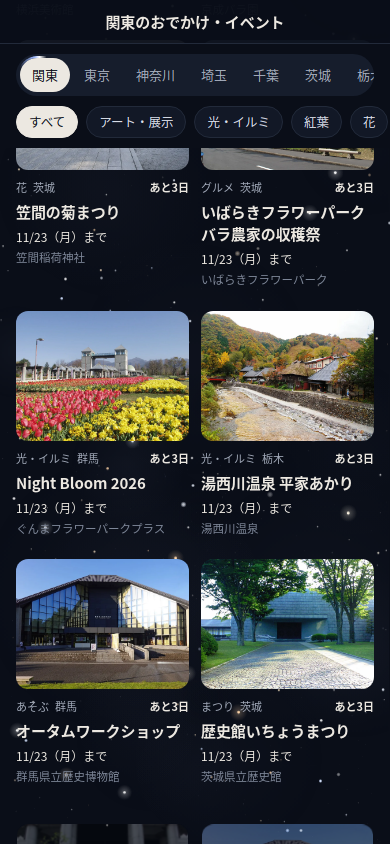 関東のおでかけ・イベント
関東 東京 神奈川 埼玉 千葉 茨城
すべて アート・展示 光・イルミ 紅葉 花
花 茨城 あと3日
笠間の菊まつり
11/23（月）まで
笠間稲荷神社
グルメ 茨城 あと3日
いばらきフラワーパーク
バラ農家の収穫祭
11/23（月）まで
いばらきフラワーパーク
光・イルミ 群馬 あと3日
Night Bloom 2026
11/23（月）まで
ぐんまフラワーパークプラス
光・イルミ 栃木 あと3日
湯西川温泉 平家あかり
11/23（月）まで
湯西川温泉
あそぶ 群馬 あと3日
オータムワークショップ
11/23（月）まで
群馬県立歴史博物館
まつり 茨城 あと3日
歴史館いちょうまつり
11/23（月）まで
茨城県立歴史館